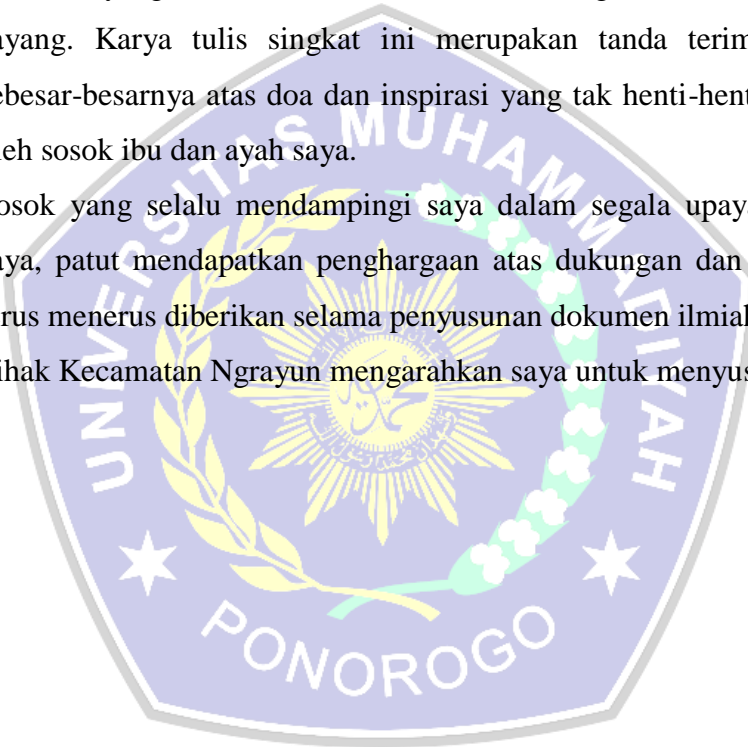 ayang. Karya tulis singkat ini merupakan tanda terim
ebesar-besarnya atas doa dan inspirasi yang tak henti-hent
leh sosok ibu dan ayah saya.
osok yang selalu mendampingi saya dalam segala upaya
aya, patut mendapatkan penghargaan atas dukungan dan
rus menerus diberikan selama penyusunan dokumen ilmiah
ihak Kecamatan Ngrayun mengarahkan saya untuk menyus
UNIVERSITAS MUHAMMADIYAH
PONOROGO